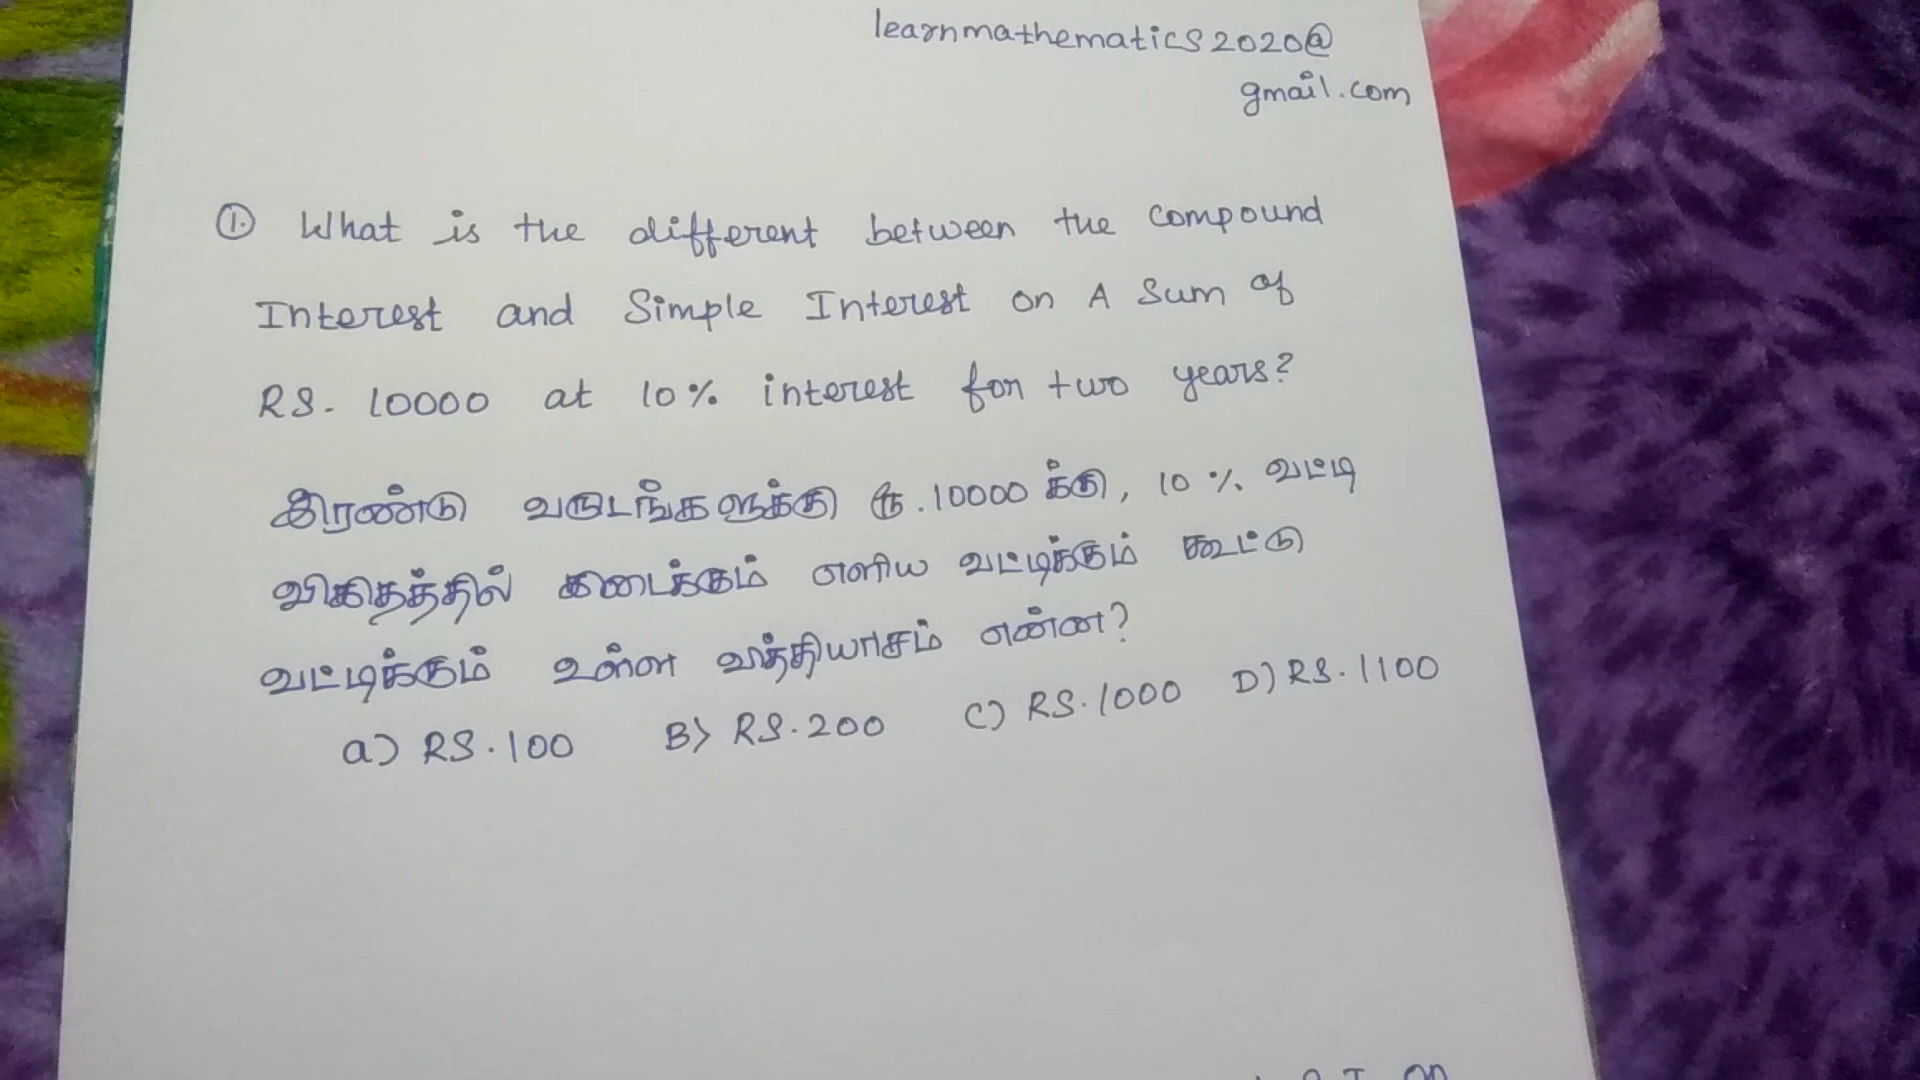 learnmathematics2020@
gmail.com
1. What is the different between the compound
Interest and Simple Interest on A Sum of
RS. 10000 at 10% interest for two years?
இரண்டு வருடங்களுக்கு ரூ.10000 க்கு, 10 % வட்டி
விகிதத்தில் கிடைக்கும் எளிய வட்டிக்கும் கூட்டு
வட்டிக்கும் உள்ள வித்தியாசம் என்ன?
a) RS.100 B) RS.200 C) RS.1000 D) RS.1100